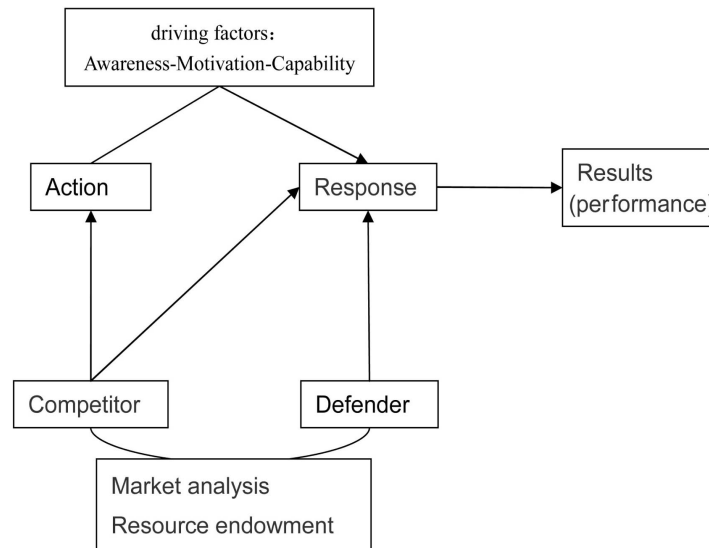 driving factors:
Awareness-Motivation-Capability
Action
Response
Results
(performance)
Competitor
Defender
Market analysis
Resource endowment